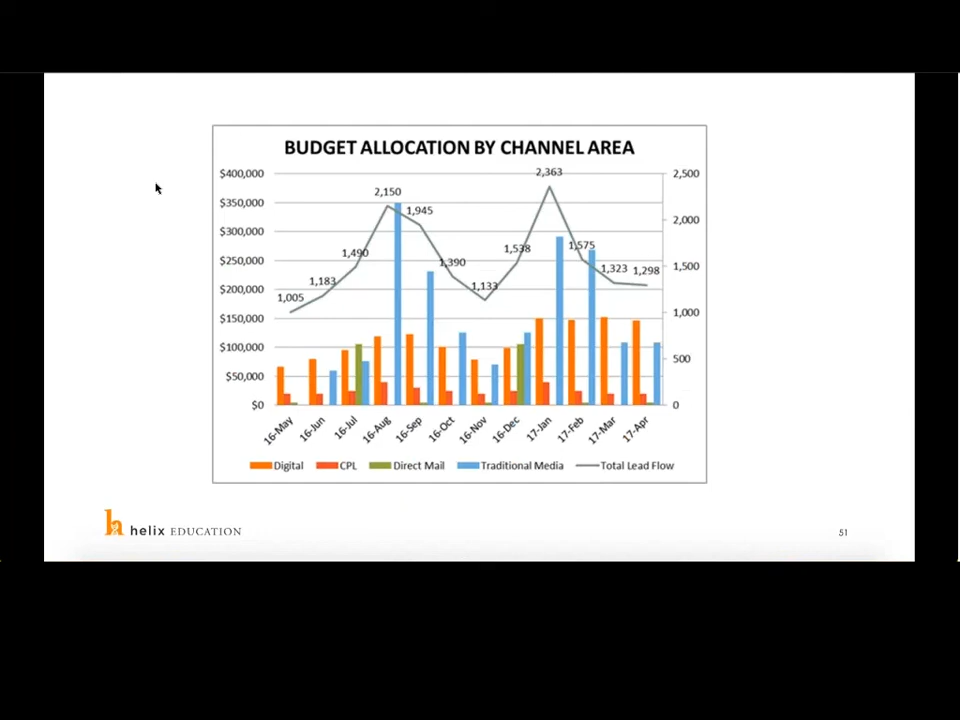 BUDGET ALLOCATION BY CHANNEL AREA
$400,000
$350,000
$300,000
$250,000
$200,000
$150,000
$100,000
$50,000
$0
2,500
2,000
1,500
1,000
500
0
1,005
1,183
1,490
2,150
1,945
1,390
1,133
1,538
2,363
1,575
1,323
1,298
16-May
16-Jun
16-Jul
16-Aug
16-Sep
16-Oct
16-Nov
16-Dec
17-Jan
17-Feb
17-Mar
17-Apr
Digital CPL Direct Mail Traditional Media Total Lead Flow
h helix EDUCATION
51